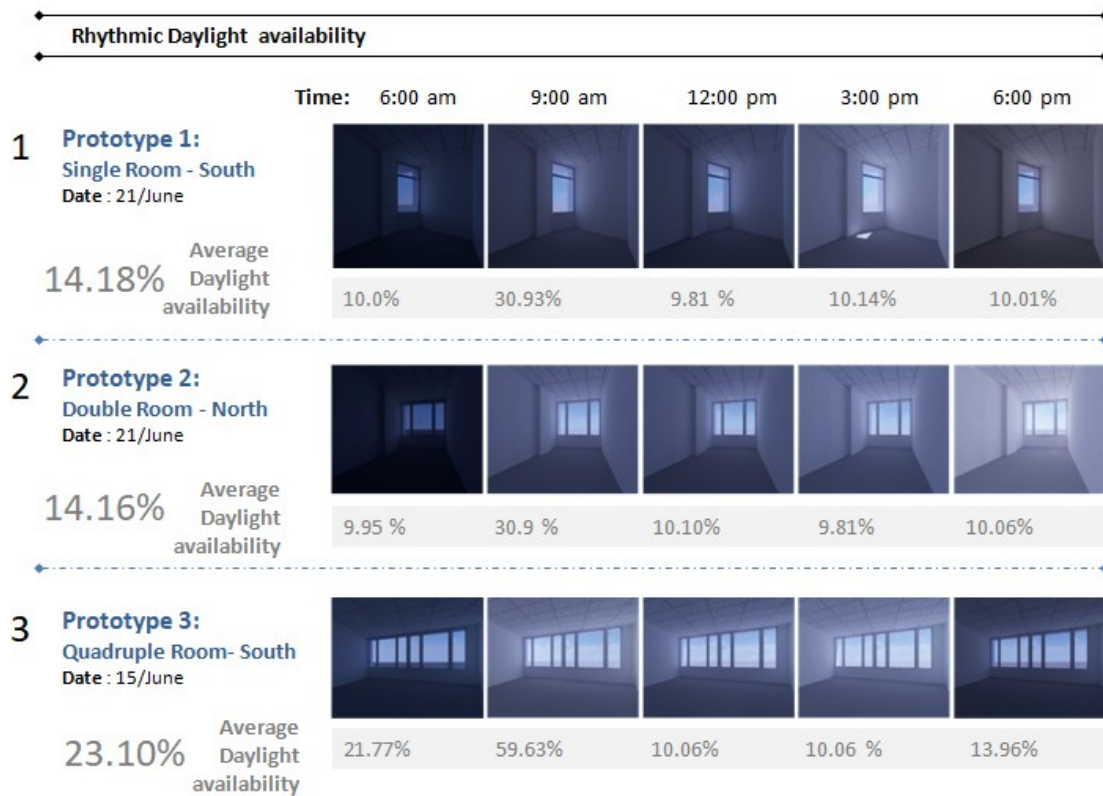 Rhythmic Daylight availability
Time: 6:00 am 9:00 am 12:00 pm 3:00 pm 6:00 pm
1
Prototype 1:
Single Room - South
Date : 21/June
14.18%
Average
Daylight
availability
10.0% 30.93% 9.81 % 10.14% 10.01%
2
Prototype 2:
Double Room - North
Date : 21/June
14.16%
Average
Daylight
availability
9.95 % 30.9 % 10.10% 9.81% 10.06%
3
Prototype 3:
Quadruple Room- South
Date : 15/June
23.10%
Average
Daylight
availability
21.77% 59.63% 10.06% 10.06 % 13.96%